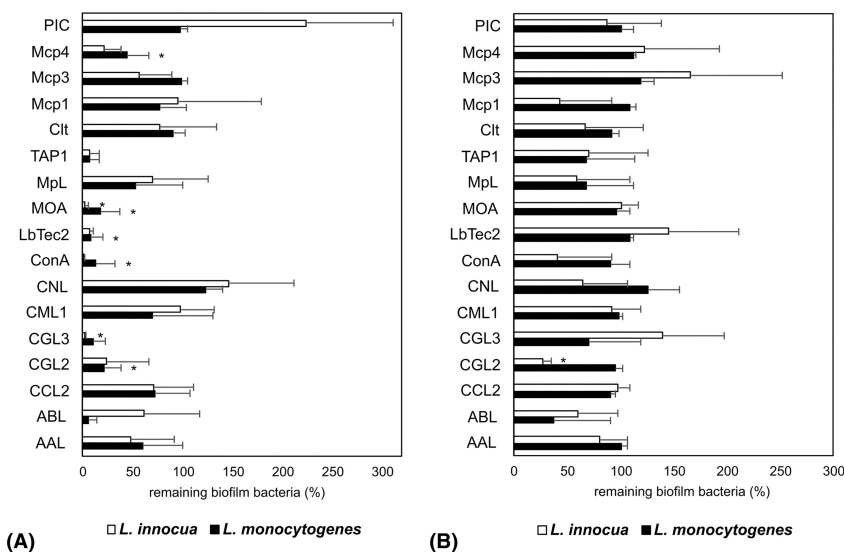 PIC
Mcp4
*
Mcp3
Mcp1
Clt
TAP1
MpL
MOA
*
*
LbTec2
*
ConA
*
CNL
CML1
CGL3
*
CGL2
*
CCL2
ABL
AAL
0 50 100 150 200 250 300
remaining biofilm bacteria (%)
(A) L. innocua L. monocytogenes
PIC
Mcp4
Mcp3
Mcp1
Clt
TAP1
MpL
MOA
LbTec2
ConA
CNL
CML1
CGL3
CGL2
*
CCL2
ABL
AAL
0 50 100 150 200 250 300
remaining biofilm bacteria (%)
(B) L. innocua L. monocytogenes